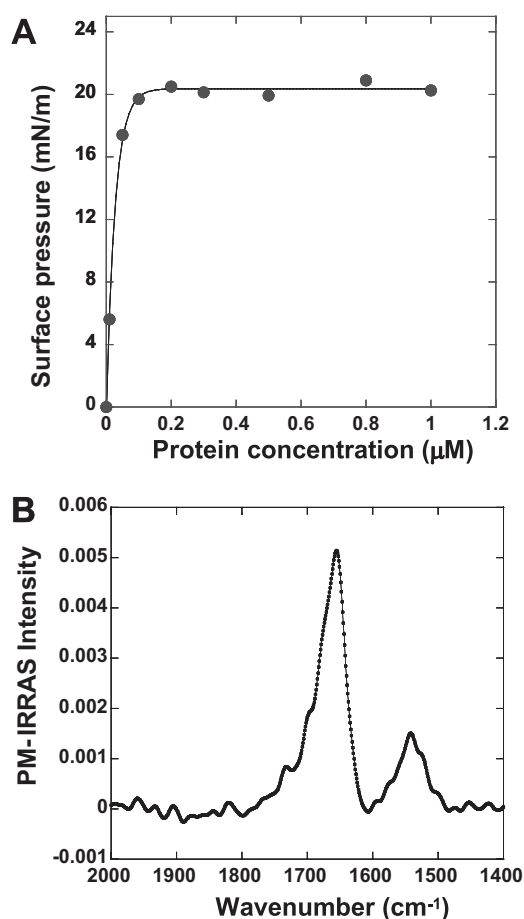 A
24
20
16
12
8
4
0
Surface pressure (mN/m)
0 0.2 0.4 0.6 0.8 1 1.2
Protein concentration (μM)
B
0.006
0.005
0.004
0.003
0.002
0.001
0
-0.001
PM-IRRAS Intensity
2000 1900 1800 1700 1600 1500 1400
Wavenumber (cm-1)